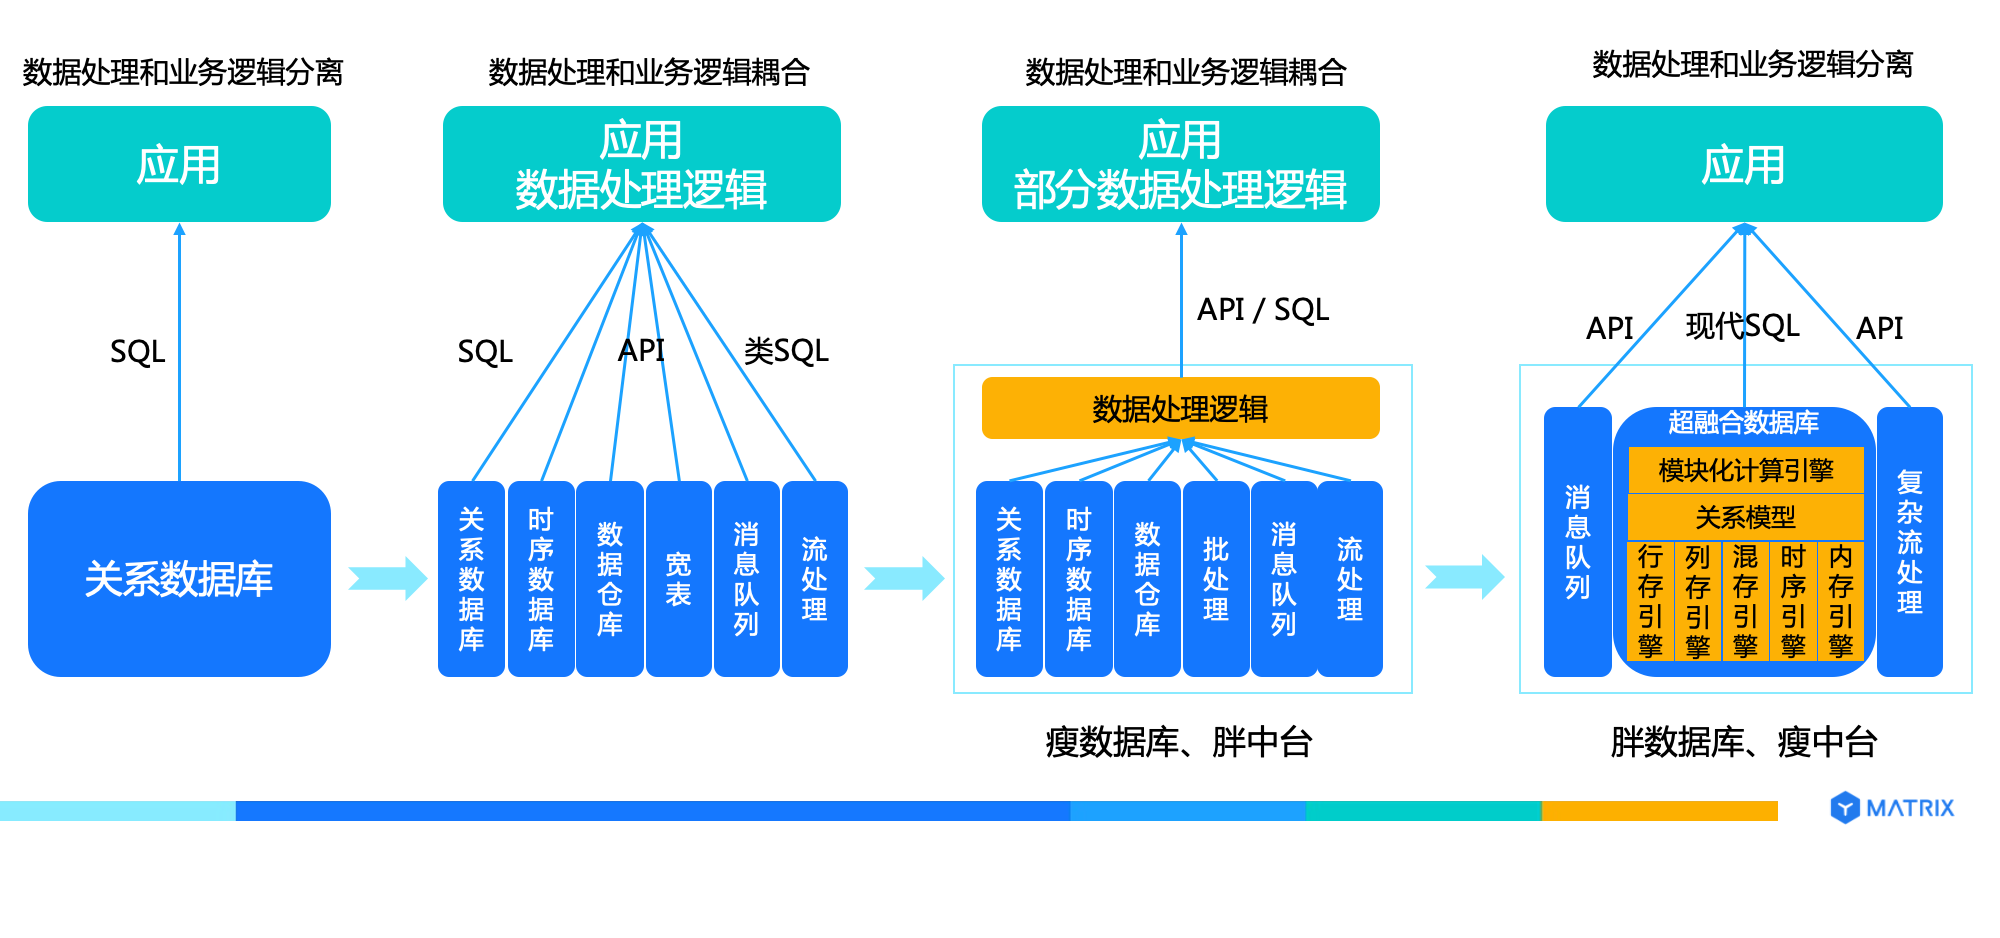 数据处理和业务逻辑分离
应用
SQL
关系数据库
数据处理和业务逻辑耦合
应用
数据处理逻辑
SQL
API
类SQL
关系数据库
时序数据库
数据仓库
宽表
消息队列
流处理
数据处理和业务逻辑耦合
应用
部分数据处理逻辑
API / SQL
数据处理逻辑
关系数据库
时序数据库
数据仓库
批处理
消息队列
流处理
瘦数据库、胖中台
数据处理和业务逻辑分离
应用
API
现代SQL
API
消息队列
超融合数据库
模块化计算引擎
关系模型
行存引擎
列存引擎
混存引擎
时序引擎
内存引擎
复杂流处理
胖数据库、瘦中台
MATRIX